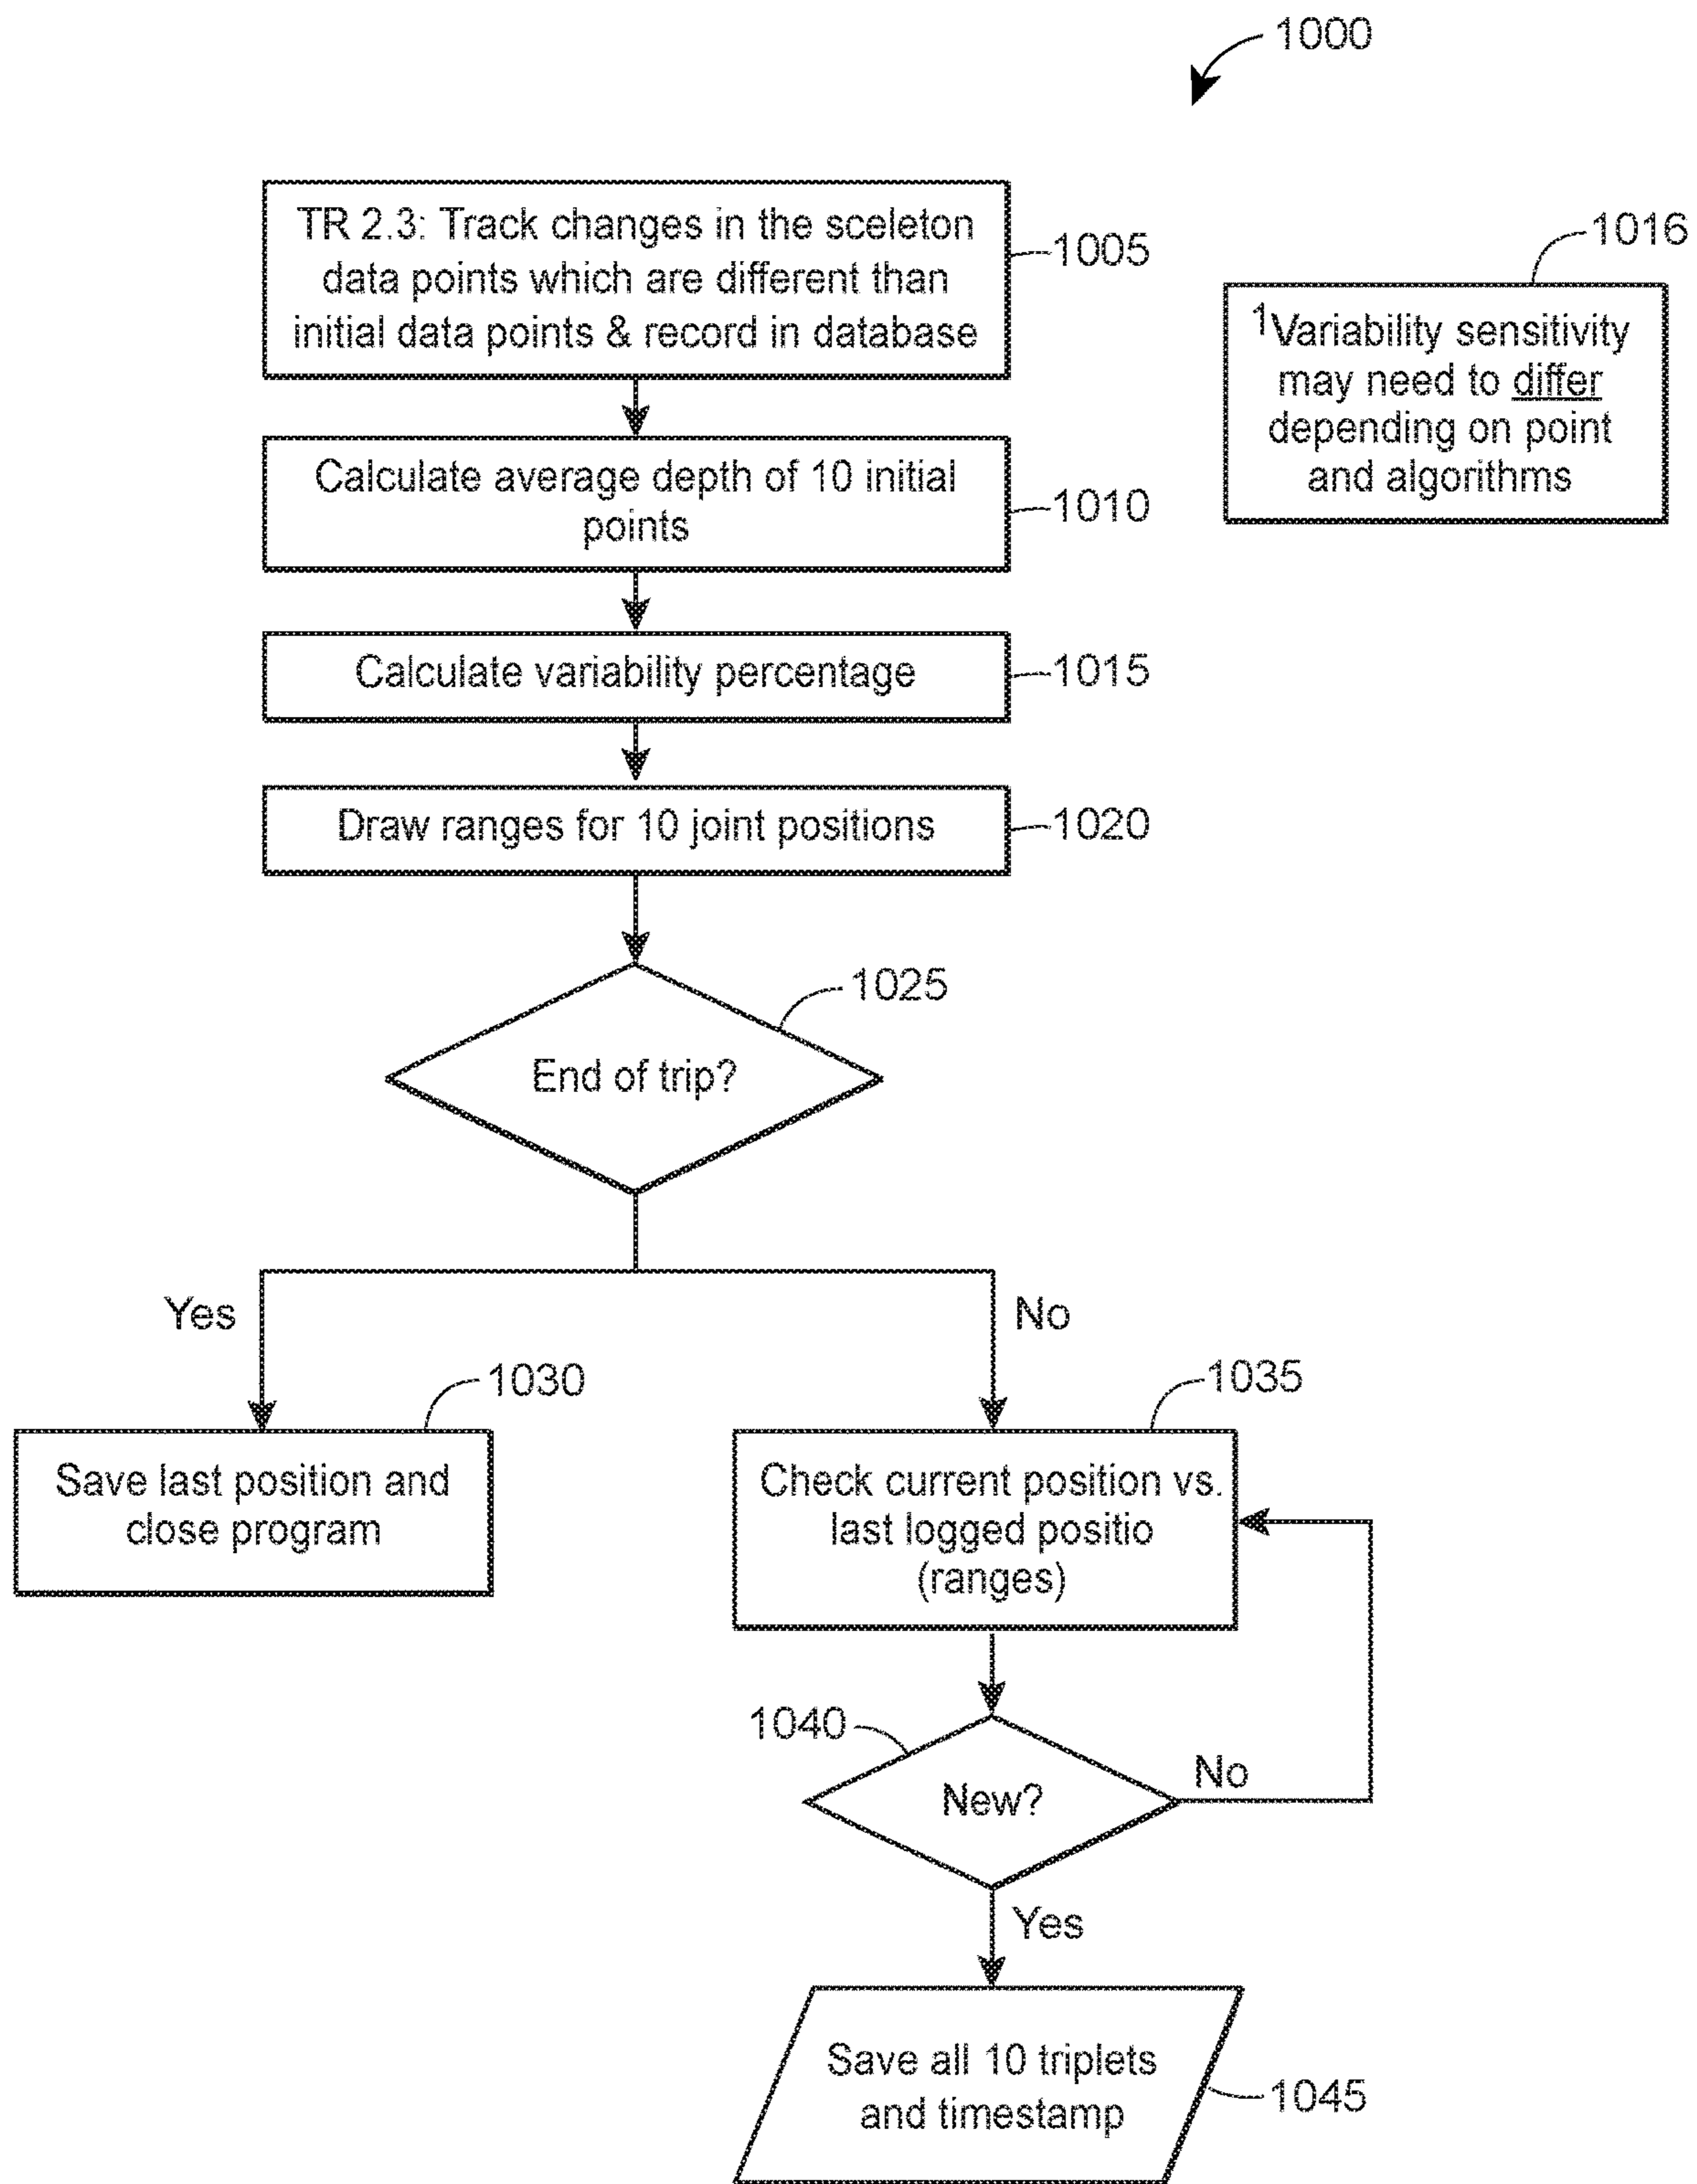 1000
TR 2.3: Track changes in the sceleton
data points which are different than
initial data points & record in database
1005
1016
¹Variability sensitivity
may need to differ
depending on point
and algorithms
Calculate average depth of 10 initial
points
1010
Calculate variability percentage
1015
Draw ranges for 10 joint positions
1020
1025
End of trip?
Yes
No
1030
Save last position and
close program
1035
Check current position vs.
last logged positio
(ranges)
1040
New?
No
Yes
Save all 10 triplets
and timestamp
1045